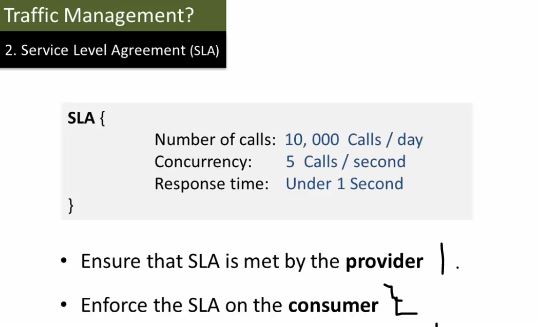 Traffic Management?
2. Service Level Agreement (SLA)
SLA {
Number of calls: 10, 000 Calls / day
Concurrency: 5 Calls / second
Response time: Under 1 Second
}
• Ensure that SLA is met by the provider .
• Enforce the SLA on the consumer